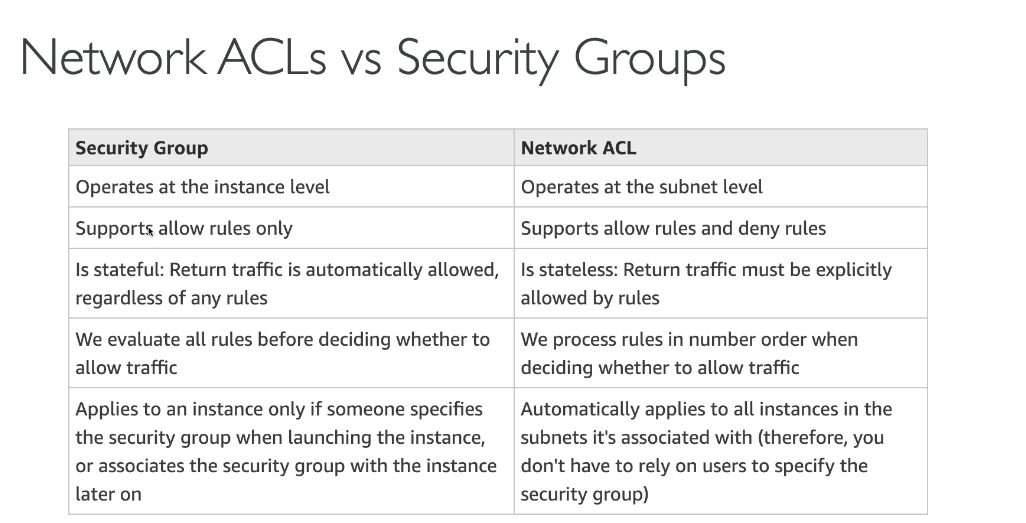 Network ACLs vs Security Groups
Security Group
Network ACL
Operates at the instance level
Operates at the subnet level
Supports allow rules only
Supports allow rules and deny rules
Is stateful: Return traffic is automatically allowed,
regardless of any rules
Is stateless: Return traffic must be explicitly
allowed by rules
We evaluate all rules before deciding whether to
allow traffic
We process rules in number order when
deciding whether to allow traffic
Applies to an instance only if someone specifies
the security group when launching the instance,
or associates the security group with the instance
later on
Automatically applies to all instances in the
subnets it's associated with (therefore, you
don't have to rely on users to specify the
security group)